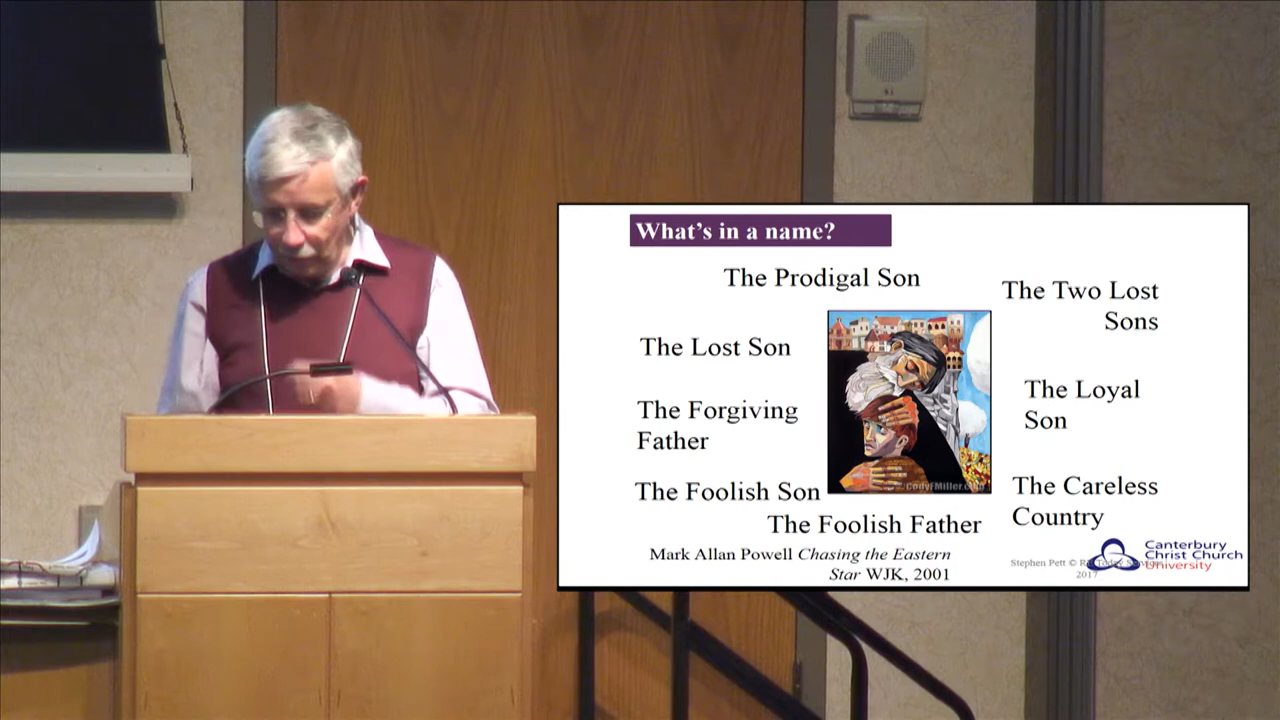 What's in a name?
The Prodigal Son
The Two Lost
Sons
The Lost Son
The Loyal
Son
The Forgiving
Father
The Foolish Son
The Careless
Country
The Foolish Father
Mark Allan Powell Chasing the Eastern
Star WJK, 2001
Stephen Pett ©
2017
Canterbury
Christ Church
University